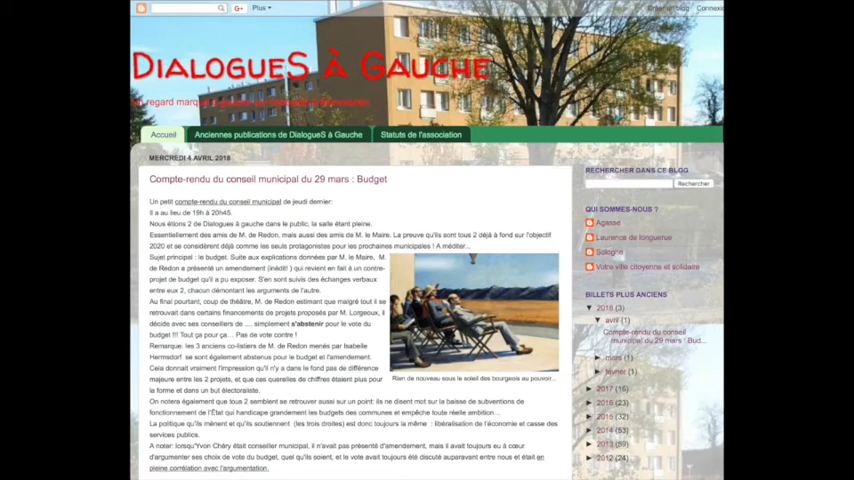 Plus
Créer un blog Connexio
DIALOGUES À GAUCHE
Un regard marqué à gauche sur
Accueil Anciennes publications de DialogueS à Gauche Statuts de l'association
MERCREDI 4 AVRIL 2018
Compte-rendu du conseil municipal du 29 mars : Budget
Un petit compte-rendu du conseil municipal de jeudi dernier:
Il a au lieu de 19h à 20h45.
Nous étions 2 de Dialogues à gauche dans le public, la salle étant pleine.
Essentiellement des amis de M. de Redon, mais aussi des amis de M. le Maire. La preuve qu'ils sont tous 2 déjà à fond sur l'objectif
2020 et se considèrent déjà comme les seuls protagonistes pour les prochaines municipales ! A méditer...
Sujet principal : le budget. Suite aux explications données par M. le Maire, M.
de Redon a présenté un amendement (inédit! ) qui revient en fait à un contre-
projet de budget qu'il a pu exposer. S'en sont suivis des échanges verbaux
entre eux 2, chacun démontant les arguments de l'autre.
Au final pourtant, coup de théâtre, M. de Redon estimant que malgré tout il se
retrouvait dans certains financements de projets proposés par M. Lorgeoux, il
décide avec ses conseillers de .... simplement s'abstenir pour le vote du
budget !!! Tout ça pour ça… Pas de vote contre !
Remarque: les 3 anciens co-listiers de M. de Redon menés par Isabelle
Hermsdorf se sont également abstenus pour le budget et l'amendement.
Cela donnait vraiment l'impression qu'il n'y a dans le fond pas de différence
majeure entre les 2 projets, et que ces querelles de chiffres étaient plus pour
la forme et dans un but électoraliste.
On notera également que tous 2 semblent se retrouver aussi sur un point: ils ne disent mot sur la baisse de subventions de
fonctionnement de l'État qui handicape grandement les budgets des communes et empêche toute réelle ambition…
La politique qu'ils mènent et qu'ils soutiennent (les trois droites) est donc toujours la même : libéralisation de l'économie et casse des
services publics.
A noter: lorsqu'Yvon Chéry était conseiller municipal, il n'avait pas présenté d'amendement, mais il avait toujours eu à cœur
d'argumenter ses choix de vote du budget, quel qu'ils soient, et le vote avait toujours été discuté auparavant entre nous et était en
pleine corrélation avec l'argumentation.
Rien de nouveau sous le soleil des bourgeois au pouvoir...
RECHERCHER DANS CE BLOG
Rechercher
QUI SOMMES-NOUS ?
Agasse
Laurence de longuerue
Sologne
Votre ville citoyenne et solidaire
BILLETS PLUS ANCIENS
▼ 2018 (3)
▼ avril (1)
Compte-rendu du conseil
municipal du 29 mars : Bud...
► mars (1)
► février (1)
► 2017 (16)
► 2016 (23)
► 2015 (32)
► 2014 (53)
► 2013 (59)
► 2012 (24)